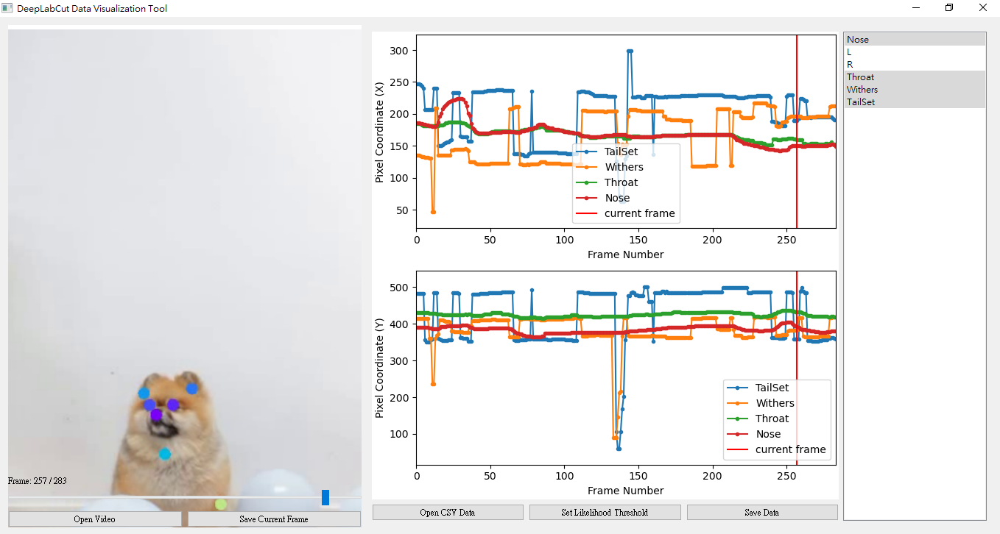 DeepLabCut Data Visualization Tool
Frame: 257 / 283
Open Video
Save Current Frame
300
250
200
150
100
50
Pixel Coordinate (X)
TailSet
Withers
Throat
Nose
current frame
0
50
100
150
200
250
Frame Number
500
400
300
200
100
Pixel Coordinate (Y)
TailSet
Withers
Throat
Nose
current frame
0
50
100
150
200
250
Frame Number
Open CSV Data
Set Likelihood Threshold
Save Data
Nose
L
R
Throat
Withers
TailSet